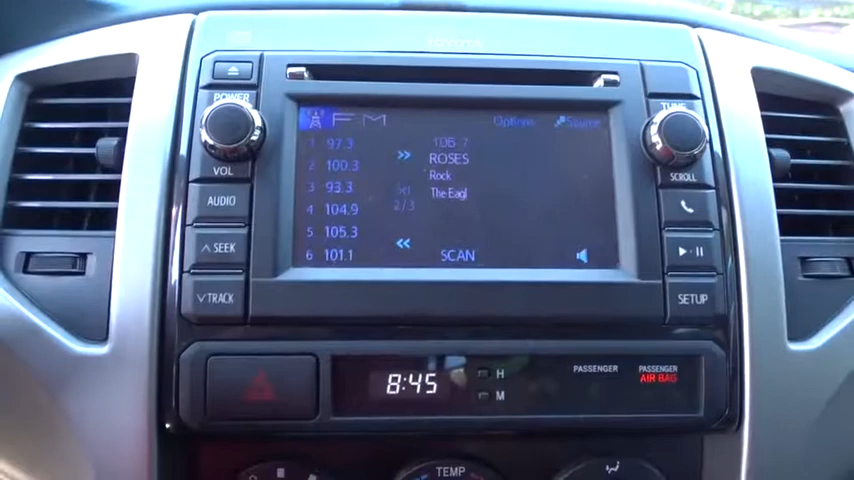 POWER
VOL
AUDIO
∧ SEEK
∨ TRACK
FM
Options
Source
1 97.3
2 100.3
3 93.3
4 104.9
5 105.3
6 101.1
Sel
2/3
106.7
ROSES
Rock
The Eagl
SCAN
TUNE
SCROLL
SETUP
8:45
H
M
PASSENGER
PASSENGER
AIR BAG
TEMP